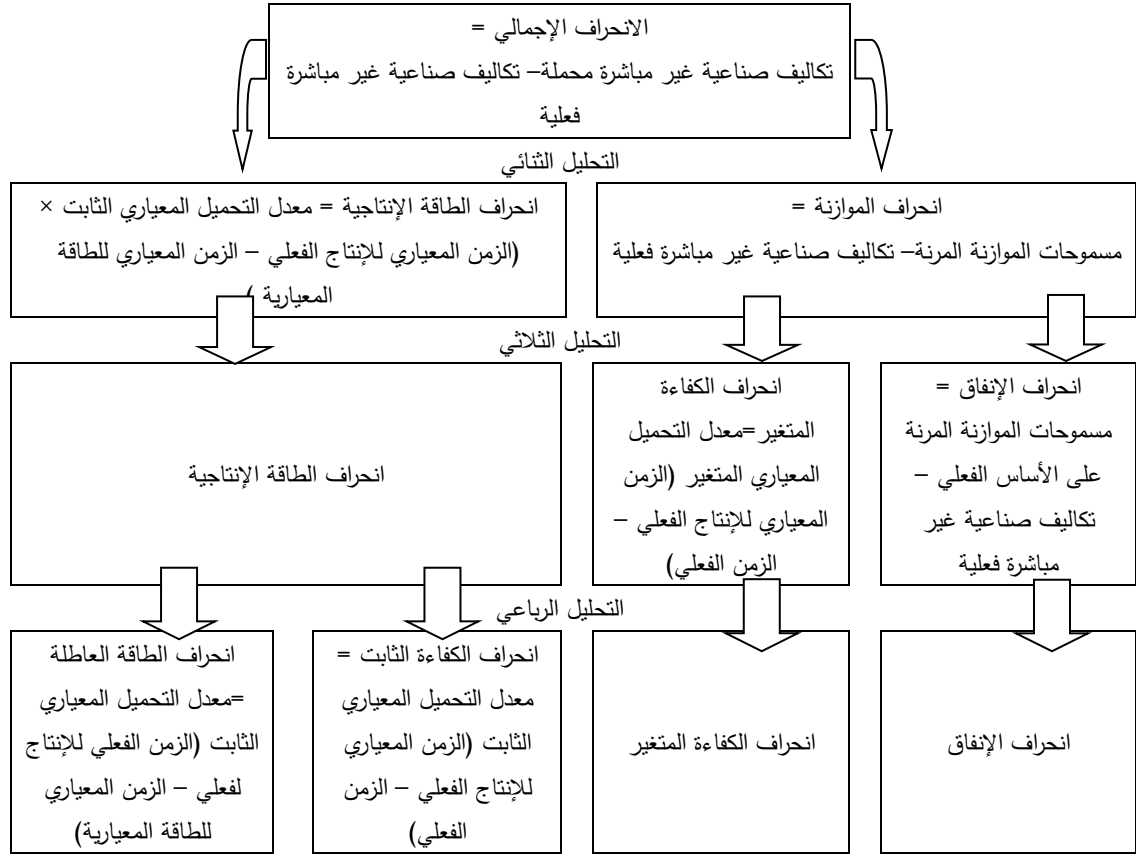 الانحراف الإجمالي =
تكاليف صناعية غير مباشرة محملة– تكاليف صناعية غير مباشرة
فعلية
التحليل الثنائي
انحراف الموازنة =
مسموحات الموازنة المرنة– تكاليف صناعية غير مباشرة فعلية
انحراف الطاقة الإنتاجية = معدل التحميل المعياري الثابت ×
(الزمن المعياري للإنتاج الفعلي – الزمن المعياري للطاقة
المعيارية )
التحليل الثلاثي
انحراف الإنفاق =
مسموحات الموازنة المرنة
على الأساس الفعلي –
تكاليف صناعية غير
مباشرة فعلية
انحراف الكفاءة
المتغير =معدل التحميل
المعياري المتغير (الزمن
المعياري للإنتاج الفعلي –
الزمن الفعلي)
انحراف الطاقة الإنتاجية
التحليل الرباعي
انحراف الإنفاق
انحراف الكفاءة المتغير
انحراف الكفاءة الثابت =
معدل التحميل المعياري
الثابت (الزمن المعياري
للإنتاج الفعلي – الزمن
الفعلي)
انحراف الطاقة العاطلة
=معدل التحميل المعياري
الثابت (الزمن الفعلي للإنتاج
لفعلي – الزمن المعياري
للطاقة المعيارية)